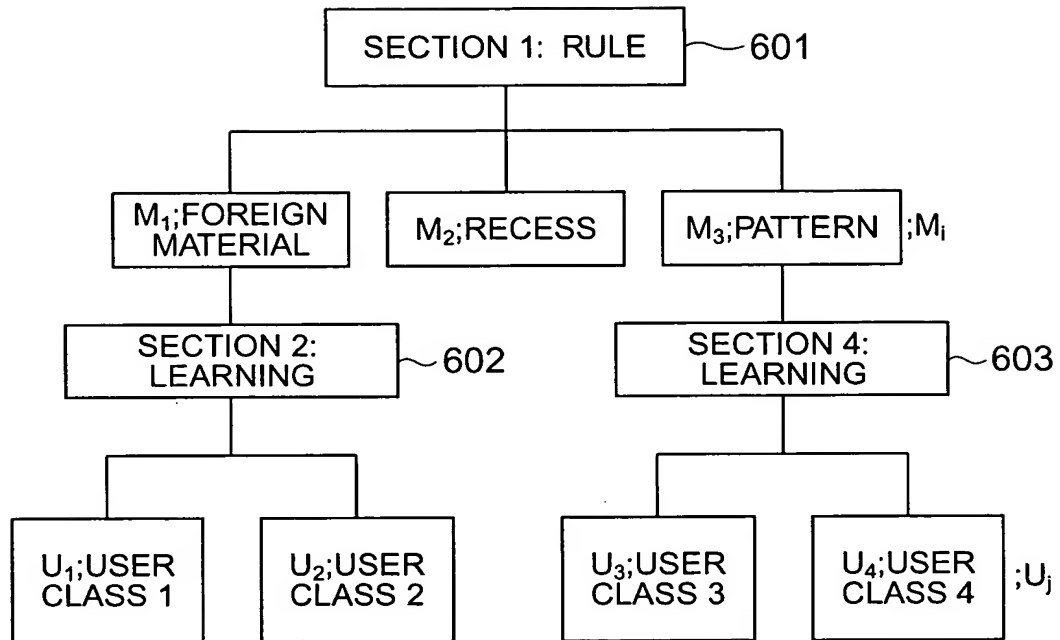 SECTION 1: RULE
601
M₁;FOREIGN
MATERIAL
M₂;RECESS
M₃;PATTERN
;Mᵢ
SECTION 2:
LEARNING
602
SECTION 4:
LEARNING
603
U₁;USER
CLASS 1
U₂;USER
CLASS 2
U₃;USER
CLASS 3
U₄;USER
CLASS 4
;Uⱼ